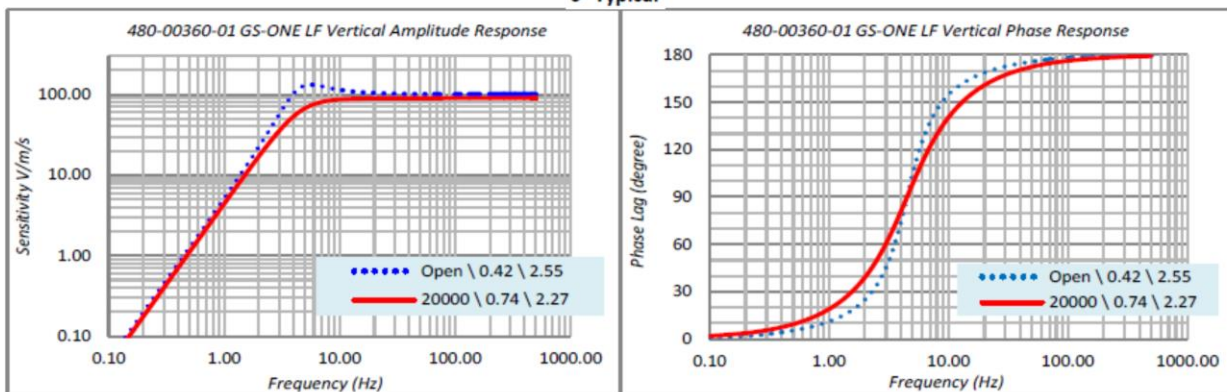 480-00360-01 GS-ONE LF Vertical Amplitude Response
Sensitivity V/m/s
100.00
10.00
1.00
0.10
0.10 1.00 10.00 100.00 1000.00
Frequency (Hz)
Open \ 0.42 \ 2.55
20000 \ 0.74 \ 2.27
480-00360-01 GS-ONE LF Vertical Phase Response
Phase Lag (degree)
180
150
120
90
60
30
0
0.10 1.00 10.00 100.00 1000.00
Frequency (Hz)
Open \ 0.42 \ 2.55
20000 \ 0.74 \ 2.27